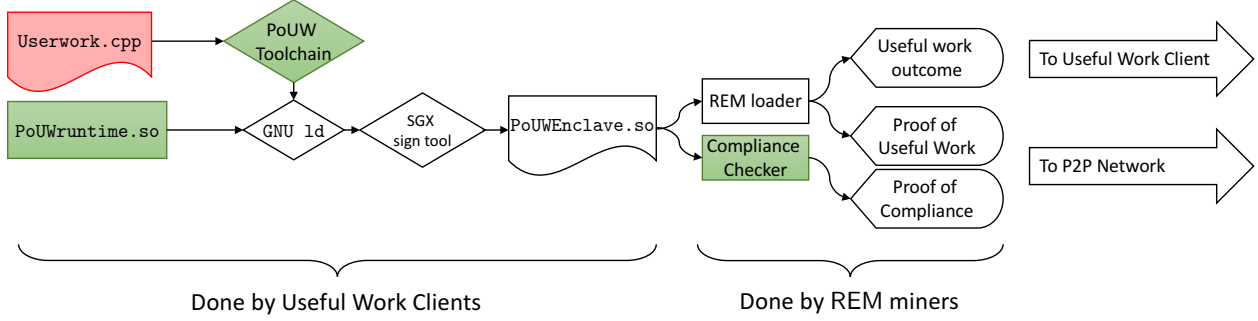 Userwork.cpp
PoUW
Toolchain
PoUWruntime.so
GNU ld
SGX
sign tool
PoUWEnclave.so
REM loader
Compliance
Checker
Useful work
outcome
Proof of
Useful Work
Proof of
Compliance
To Useful Work Client
To P2P Network
Done by Useful Work Clients
Done by REM miners